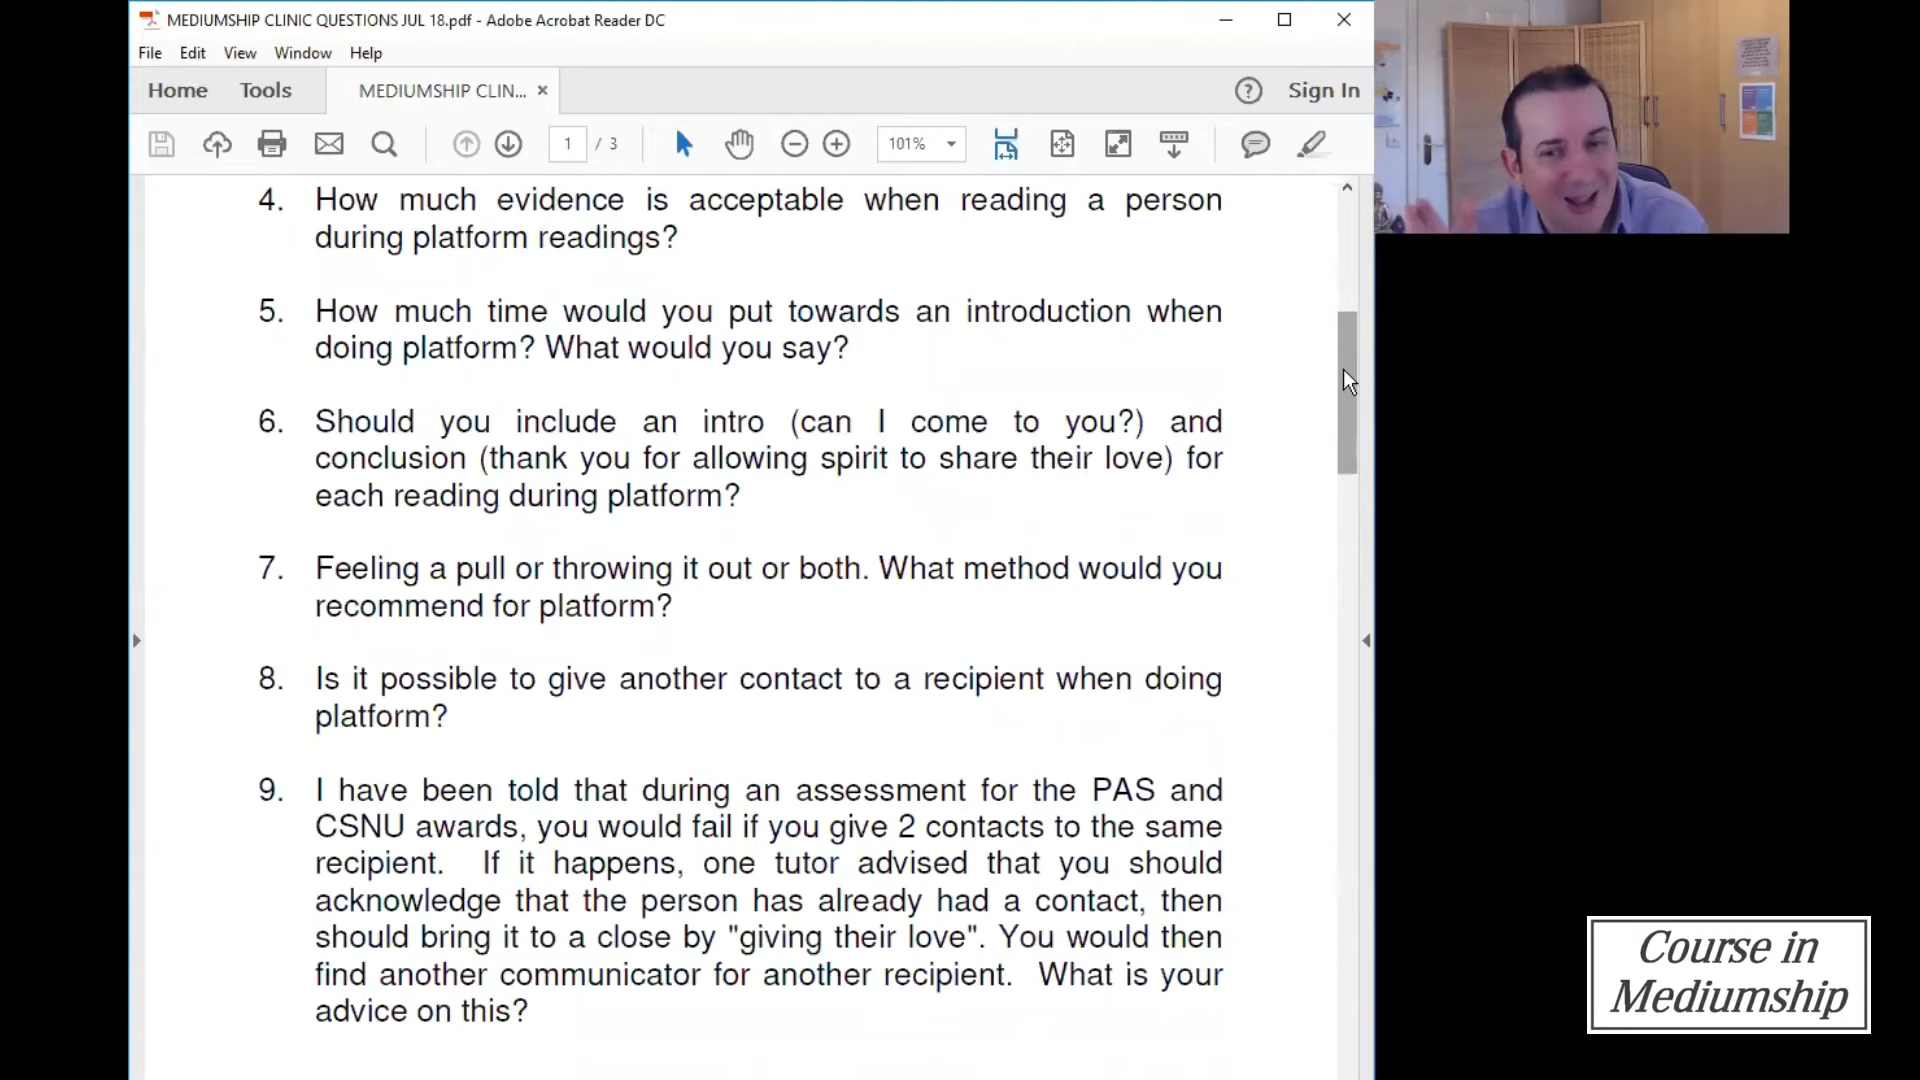 MEDIUMSHIP CLINIC QUESTIONS JUL 18.pdf - Adobe Acrobat Reader DC
File Edit View Window Help
Home Tools MEDIUMSHIP CLIN... × Sign In
1 / 3 101%
4. How much evidence is acceptable when reading a person
during platform readings?
5. How much time would you put towards an introduction when
doing platform? What would you say?
6. Should you include an intro (can I come to you?) and
conclusion (thank you for allowing spirit to share their love) for
each reading during platform?
7. Feeling a pull or throwing it out or both. What method would you
recommend for platform?
8. Is it possible to give another contact to a recipient when doing
platform?
9. I have been told that during an assessment for the PAS and
CSNU awards, you would fail if you give 2 contacts to the same
recipient. If it happens, one tutor advised that you should
acknowledge that the person has already had a contact, then
should bring it to a close by "giving their love". You would then
find another communicator for another recipient. What is your
advice on this?
Course in
Mediumship